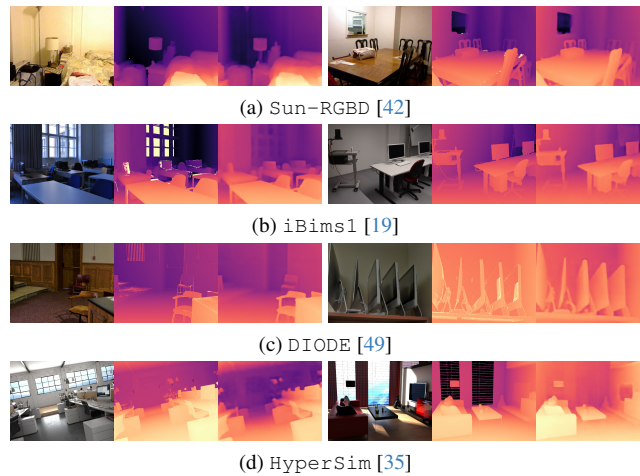 (a) Sun-RGBD [42]
(b) iBims1 [19]
(c) DIODE [49]
(d) HyperSim [35]